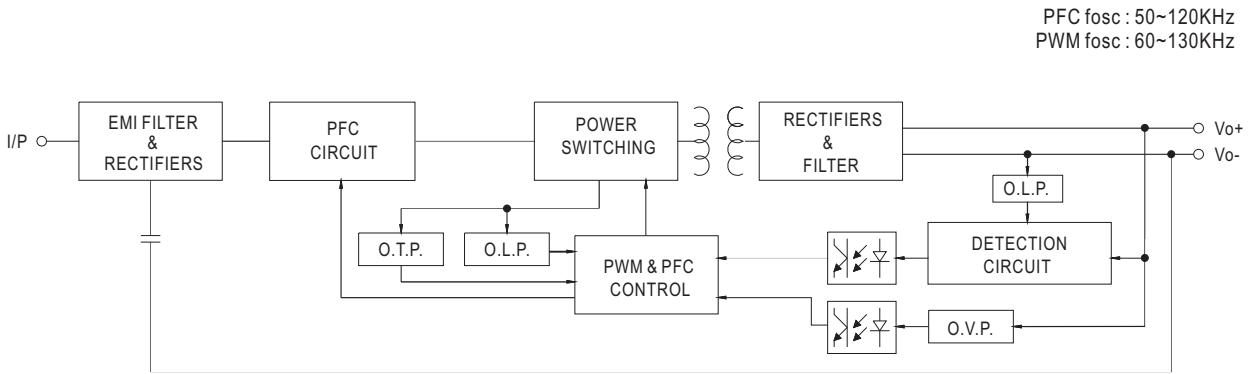 PFC fosc : 50~120KHz
PWM fosc : 60~130KHz
I/P
EMI FILTER
&
RECTIFIERS
PFC
CIRCUIT
POWER
SWITCHING
RECTIFIERS
&
FILTER
Vo+
Vo-
O.L.P.
O.T.P.
O.L.P.
PWM & PFC
CONTROL
DETECTION
CIRCUIT
O.V.P.